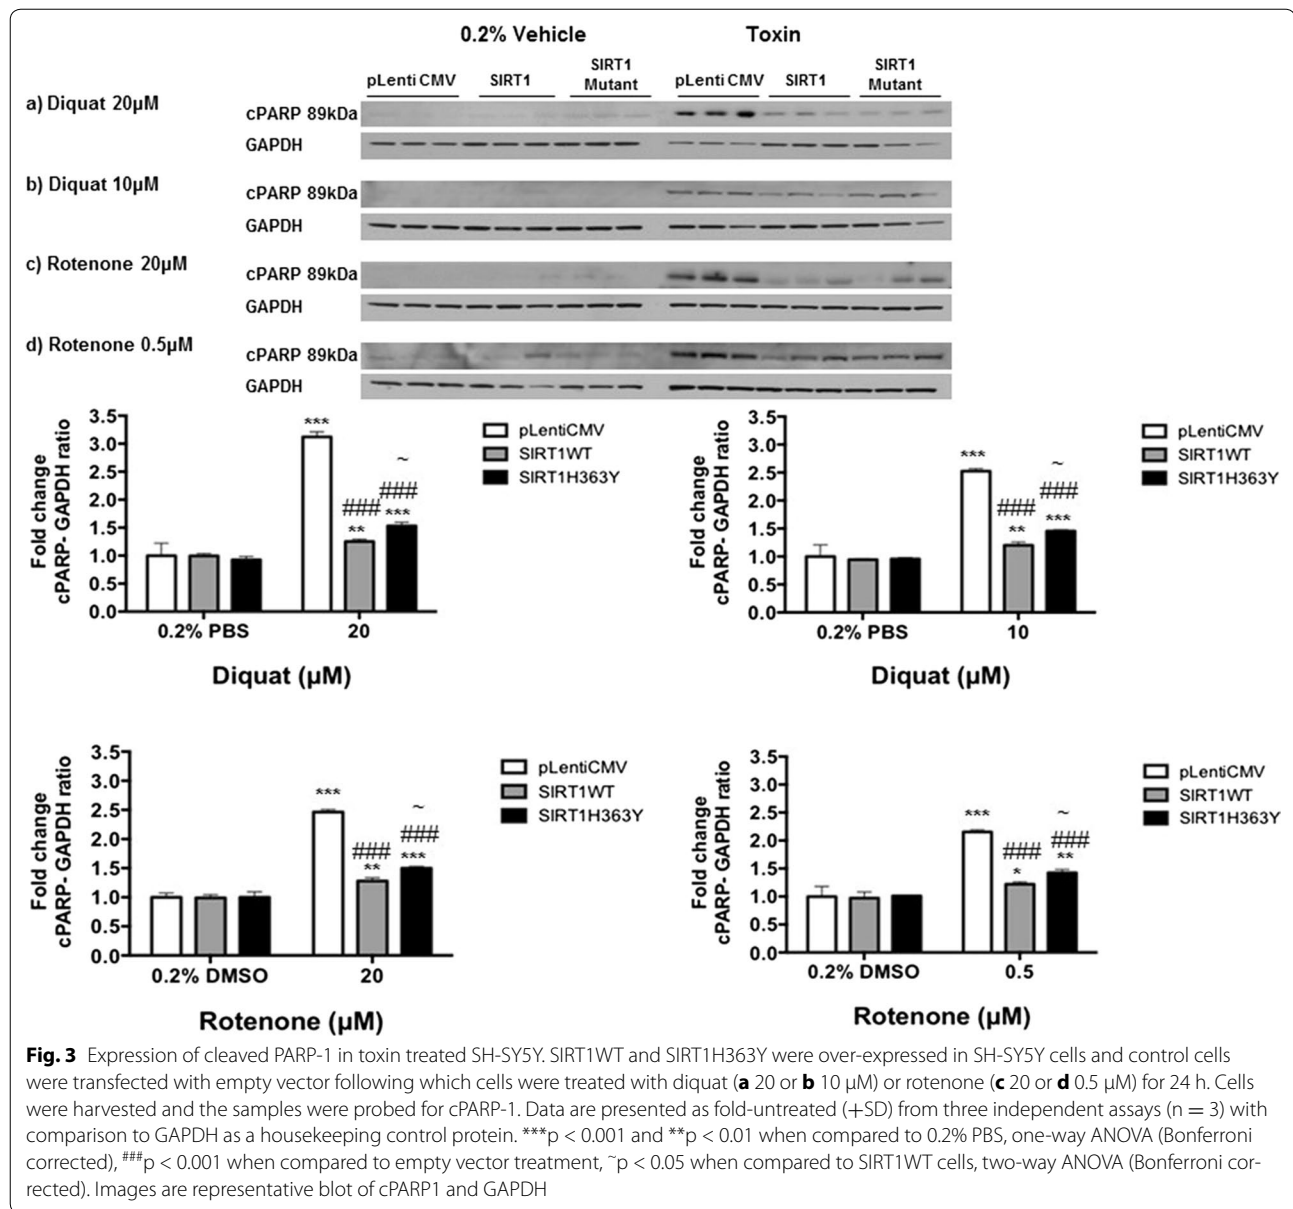 0.2% Vehicle Toxin
pLenti CMV SIRT1 SIRT1 Mutant pLenti CMV SIRT1 SIRT1 Mutant
a) Diquat 20µM cPARP 89kDa
GAPDH
b) Diquat 10µM cPARP 89kDa
GAPDH
c) Rotenone 20µM cPARP 89kDa
GAPDH
d) Rotenone 0.5µM cPARP 89kDa
GAPDH
Fold change
cPARP- GAPDH ratio
3.5
3.0
2.5
2.0
1.5
1.0
0.5
0.0
***
###
**
~
###
***
pLentiCMV
SIRT1WT
SIRT1H363Y
0.2% PBS 20
Diquat (µM)
Fold change
cPARP- GAPDH ratio
3.5
3.0
2.5
2.0
1.5
1.0
0.5
0.0
***
###
**
~
###
***
pLentiCMV
SIRT1WT
SIRT1H363Y
0.2% PBS 10
Diquat (µM)
Fold change
cPARP- GAPDH ratio
3.5
3.0
2.5
2.0
1.5
1.0
0.5
0.0
***
###
**
~
###
***
pLentiCMV
SIRT1WT
SIRT1H363Y
0.2% DMSO 20
Rotenone (µM)
Fold change
cPARP- GAPDH ratio
3.5
3.0
2.5
2.0
1.5
1.0
0.5
0.0
***
###
*
~
###
**
pLentiCMV
SIRT1WT
SIRT1H363Y
0.2% DMSO 0.5
Rotenone (µM)
Fig. 3 Expression of cleaved PARP-1 in toxin treated SH-SY5Y. SIRT1WT and SIRT1H363Y were over-expressed in SH-SY5Y cells and control cells
were transfected with empty vector following which cells were treated with diquat (a 20 or b 10 µM) or rotenone (c 20 or d 0.5 µM) for 24 h. Cells
were harvested and the samples were probed for cPARP-1. Data are presented as fold-untreated (+SD) from three independent assays (n = 3) with
comparison to GAPDH as a housekeeping control protein. ***p < 0.001 and **p < 0.01 when compared to 0.2% PBS, one-way ANOVA (Bonferroni
corrected), ###p < 0.001 when compared to empty vector treatment, ~p < 0.05 when compared to SIRT1WT cells, two-way ANOVA (Bonferroni cor-
rected). Images are representative blot of cPARP1 and GAPDH